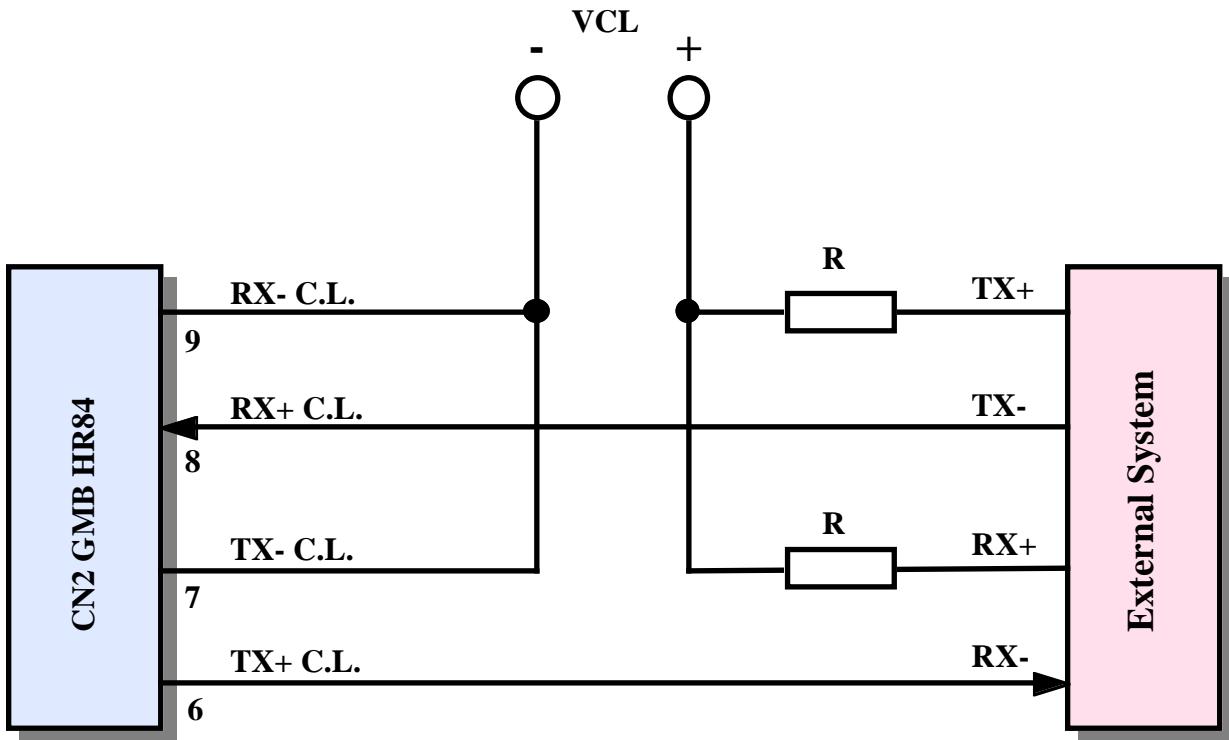 VCL
- +
R
RX- C.L. TX+
9
RX+ C.L. TX-
8
R
TX- C.L. RX+
7
TX+ C.L. RX-
6
CN2 GMB HR84
External System